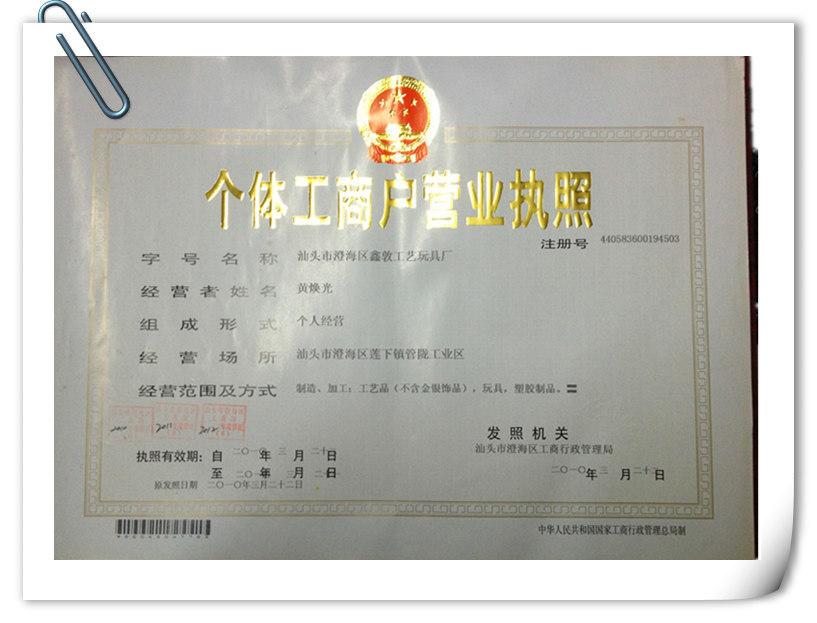 个体工商户营业执照
注册号 440583600194503
字号名称 汕头市澄海区鑫敦工艺玩具厂
经营者姓名 黄焕光
组成形式 个人经营
经营场所 汕头市澄海区莲下镇管陇工业区
经营范围及方式 制造、加工：工艺品（不含金银饰品），玩具，塑胶制品。〓
发照机关
汕头市澄海区工商行政管理局
执照有效期：自 二〇一〇年 三 月 二十 日
至 年 月 日
原发照日期 二〇一〇年三月二十二日
二〇一〇年 三 月 二十 日
中华人民共和国国家工商行政管理总局制